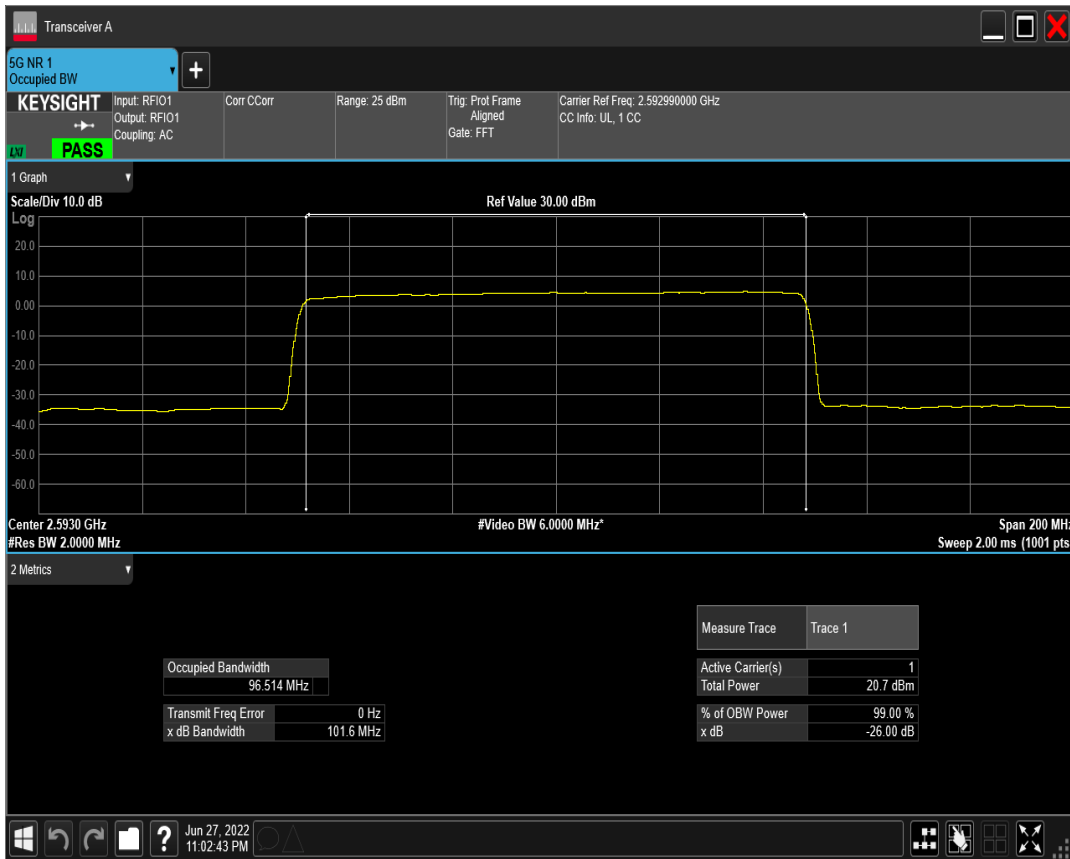 Transceiver A
5G NR 1
Occupied BW
KEYSIGHT
LXI
PASS
Input: RFIO1
Output: RFIO1
Coupling: AC
Corr CCorr
Range: 25 dBm
Trig: Prot Frame
Aligned
Gate: FFT
Carrier Ref Freq: 2.592990000 GHz
CC Info: UL, 1 CC
1 Graph
Scale/Div 10.0 dB
Ref Value 30.00 dBm
Log
20.0
10.0
0.00
-10.0
-20.0
-30.0
-40.0
-50.0
-60.0
Center 2.5930 GHz
#Video BW 6.0000 MHz*
Span 200 MHz
#Res BW 2.0000 MHz
Sweep 2.00 ms (1001 pts
2 Metrics
Measure Trace Trace 1
Occupied Bandwidth
96.514 MHz
Active Carrier(s) 1
Total Power 20.7 dBm
Transmit Freq Error 0 Hz
x dB Bandwidth 101.6 MHz
% of OBW Power 99.00 %
x dB -26.00 dB
?
Jun 27, 2022
11:02:43 PM